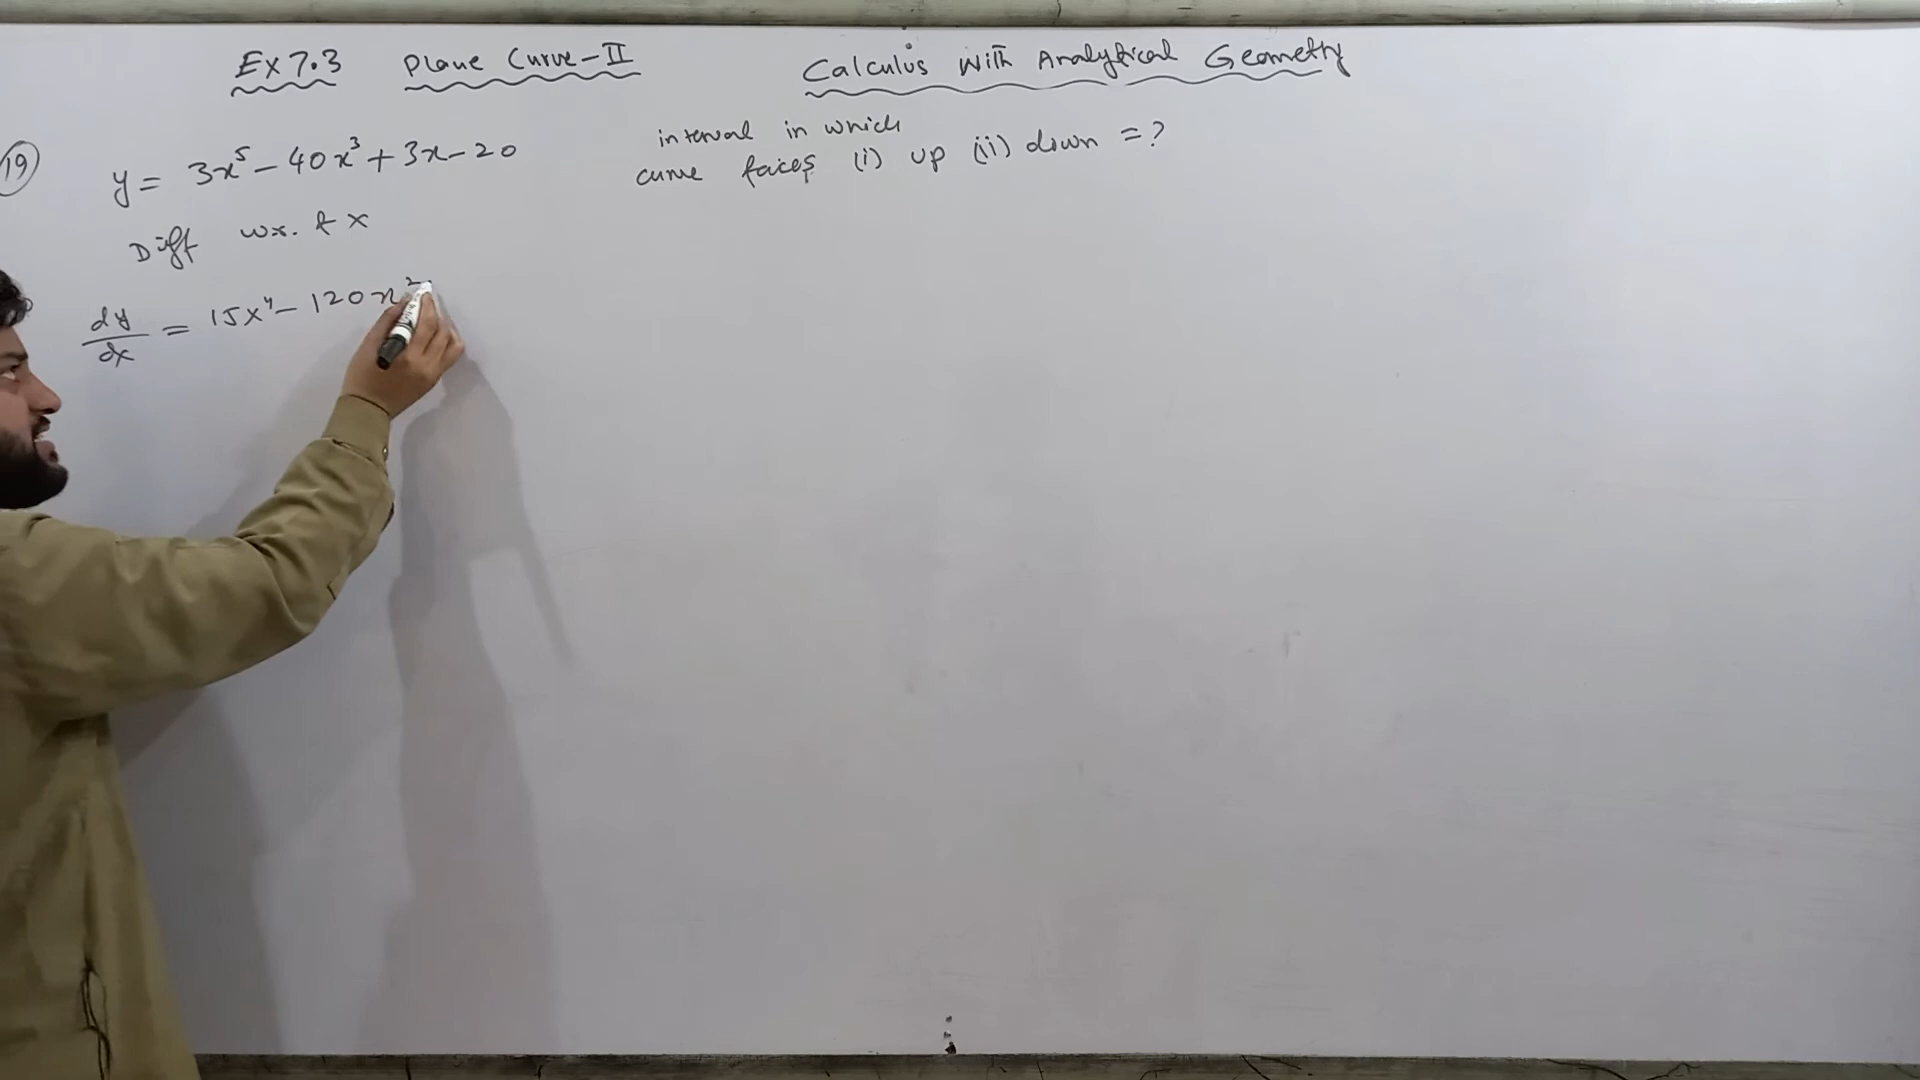 Ex 7.3 Plane Curve-II Calculus with Analytical Geometry
19 y = 3x⁵ - 40x³ + 3x - 20
interval in which
curve faces (i) up (ii) down = ?
Diff w.r.t x
dy/dx = 15x⁴ - 120x²